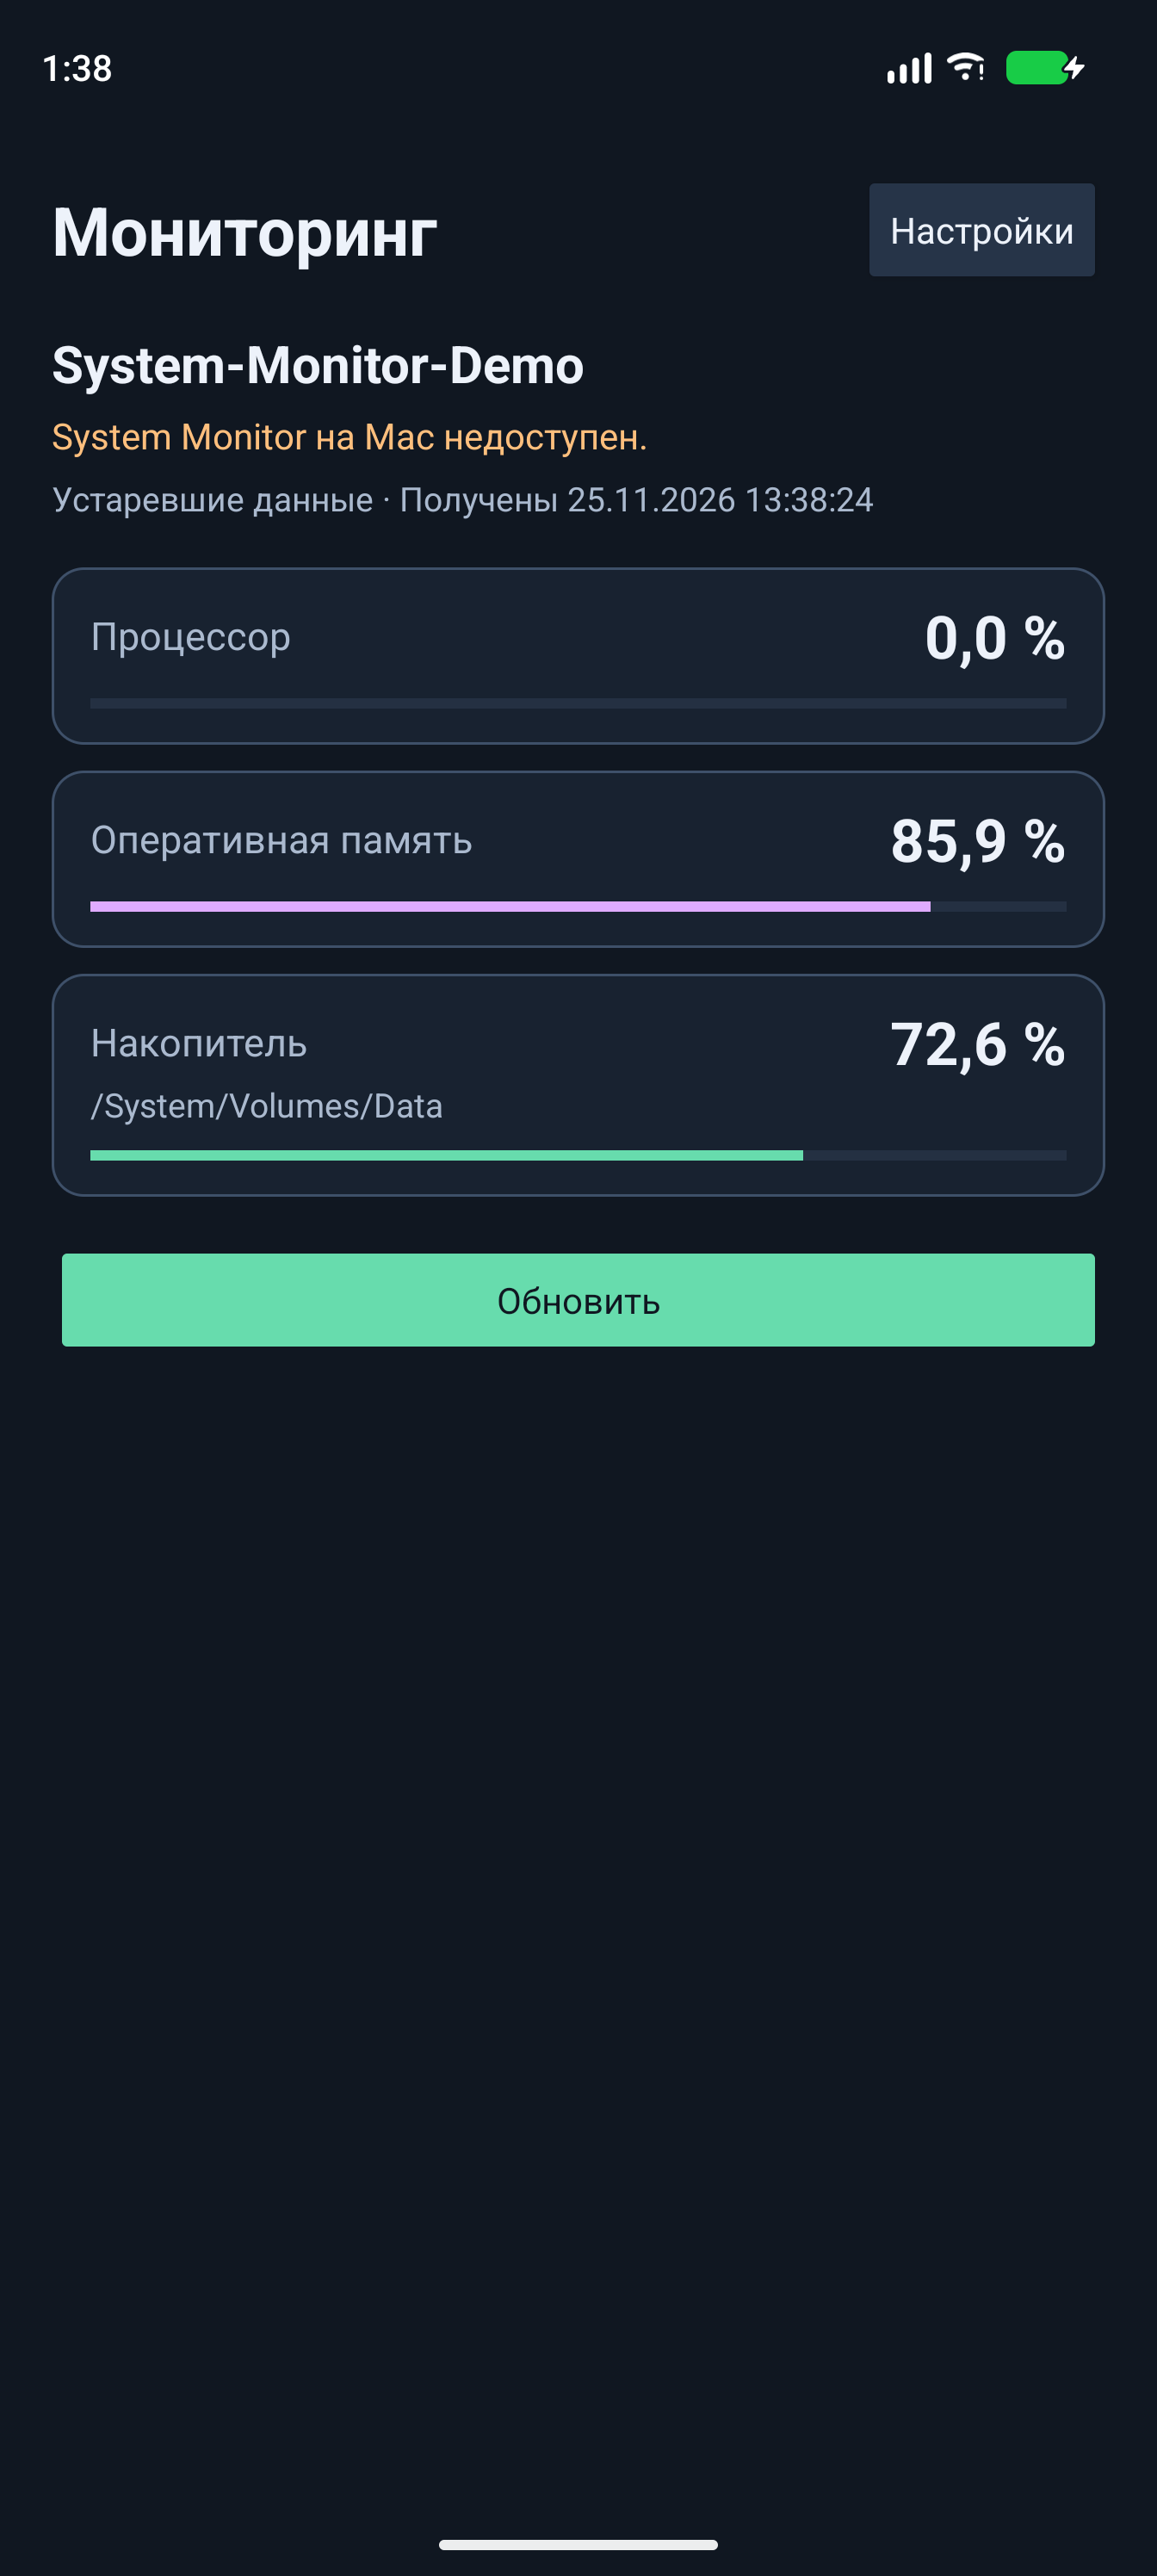 1:38
Мониторинг
Настройки
System-Monitor-Demo
System Monitor на Mac недоступен.
Устаревшие данные · Получены 25.11.2026 13:38:24
Процессор
0,0 %
Оперативная память
85,9 %
Накопитель
72,6 %
/System/Volumes/Data
Обновить